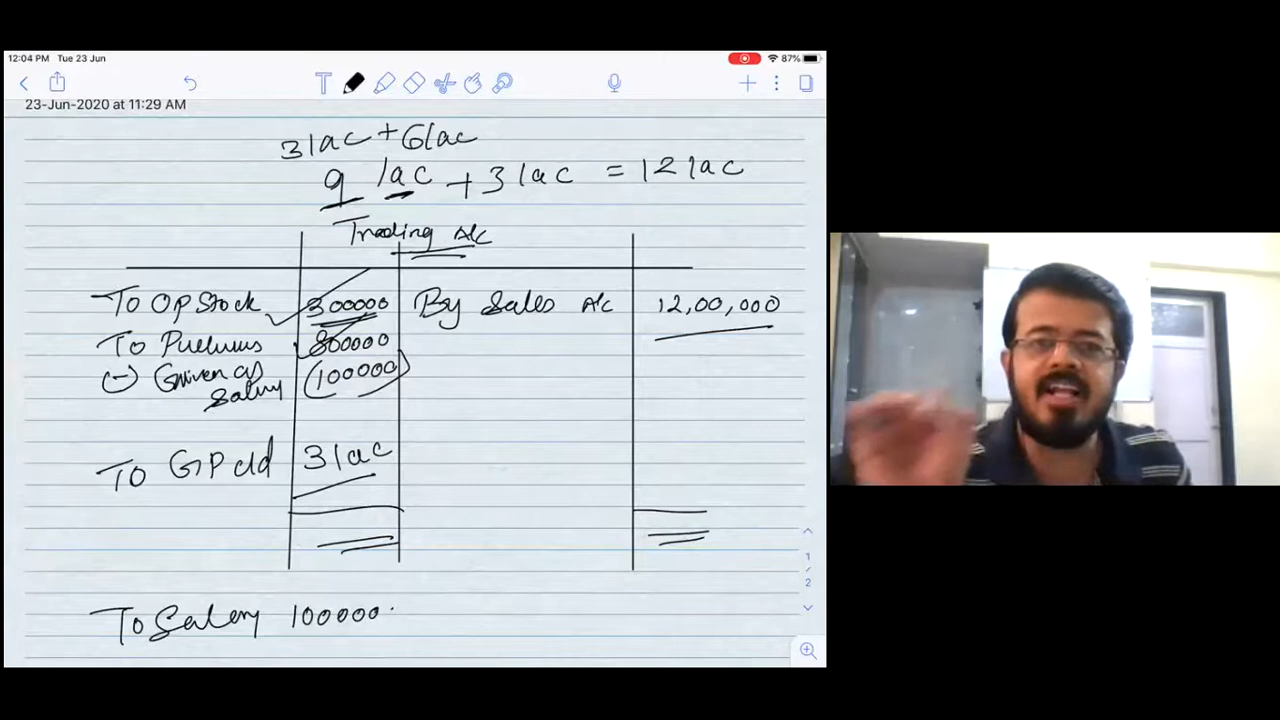 12:04 PM Tue 23 Jun
87%
T
23-Jun-2020 at 11:29 AM
3 lac + 6 lac
9 lac + 3 lac = 12 lac
Trading A/c
To Op Stock 300000 By Sales A/c 12,00,000
To 800000
(-) Given as Salary (100000)
To GP c/d 3 lac
1
/
2
To Salary 100000